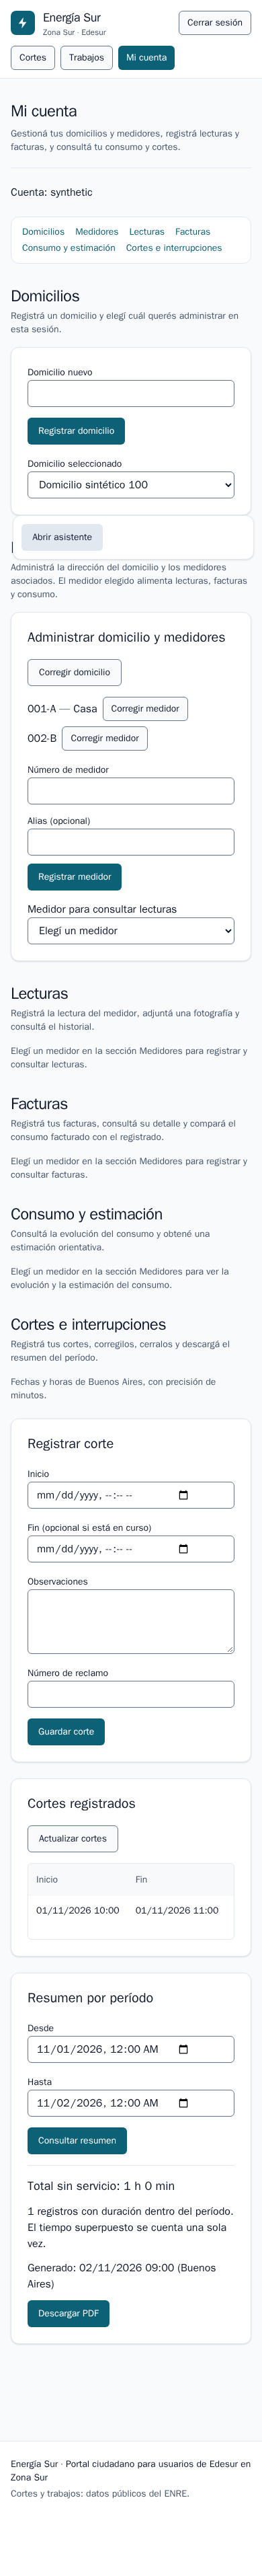 Energía Sur
Zona Sur · Edesur
Cerrar sesión
Cortes
Trabajos
Mi cuenta
Mi cuenta
Gestioná tus domicilios y medidores, registrá lecturas y
facturas, y consultá tu consumo y cortes.
Cuenta: synthetic
Domicilios
Medidores
Lecturas
Facturas
Consumo y estimación
Cortes e interrupciones
Domicilios
Registrá un domicilio y elegí cuál querés administrar en
esta sesión.
Domicilio nuevo
Registrar domicilio
Domicilio seleccionado
Domicilio sintético 100
Abrir asistente
Administrá la dirección del domicilio y los medidores
asociados. El medidor elegido alimenta lecturas, facturas
y consumo.
Administrar domicilio y medidores
Corregir domicilio
001-A — Casa
Corregir medidor
002-B
Corregir medidor
Número de medidor
Alias (opcional)
Registrar medidor
Medidor para consultar lecturas
Elegí un medidor
Lecturas
Registrá la lectura del medidor, adjuntá una fotografía y
consultá el historial.
Elegí un medidor en la sección Medidores para registrar y
consultar lecturas.
Facturas
Registrá tus facturas, consultá su detalle y compará el
consumo facturado con el registrado.
Elegí un medidor en la sección Medidores para registrar y
consultar facturas.
Consumo y estimación
Consultá la evolución del consumo y obtené una
estimación orientativa.
Elegí un medidor en la sección Medidores para ver la
evolución y la estimación del consumo.
Cortes e interrupciones
Registrá tus cortes, corregilos, cerralos y descargá el
resumen del período.
Fechas y horas de Buenos Aires, con precisión de
minutos.
Registrar corte
Inicio
mm/dd/yyyy, --:-- --
Fin (opcional si está en curso)
mm/dd/yyyy, --:-- --
Observaciones
Número de reclamo
Guardar corte
Cortes registrados
Actualizar cortes
Inicio
Fin
01/11/2026 10:00
01/11/2026 11:00
Resumen por período
Desde
11/01/2026, 12:00 AM
Hasta
11/02/2026, 12:00 AM
Consultar resumen
Total sin servicio: 1 h 0 min
1 registros con duración dentro del período.
El tiempo superpuesto se cuenta una sola
vez.
Generado: 02/11/2026 09:00 (Buenos
Aires)
Descargar PDF
Energía Sur · Portal ciudadano para usuarios de Edesur en
Zona Sur
Cortes y trabajos: datos públicos del ENRE.